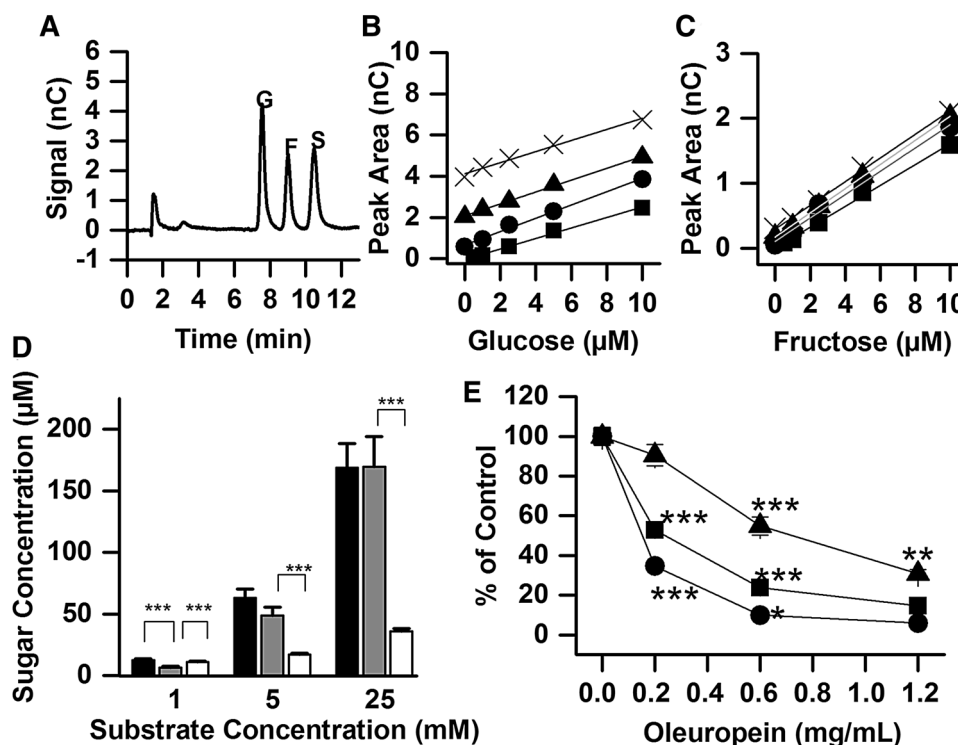 A
Signal (nC)
6
5
4
3
2
1
0
-1
G
F
S
0 2 4 6 8 10 12
Time (min)
B
Peak Area (nC)
10
8
6
4
2
0
0 2 4 6 8 10
Glucose (µM)
C
Peak Area (nC)
3
2
1
0
0 2 4 6 8 10
Fructose (µM)
D
Sugar Concentration (µM)
200
150
100
50
0
*** ***
***
***
1 5 25
Substrate Concentration (mM)
E
% of Control
120
100
80
60
40
20
0
***
***
***
***
*
**
0.0 0.2 0.4 0.6 0.8 1.0 1.2
Oleuropein (mg/mL)